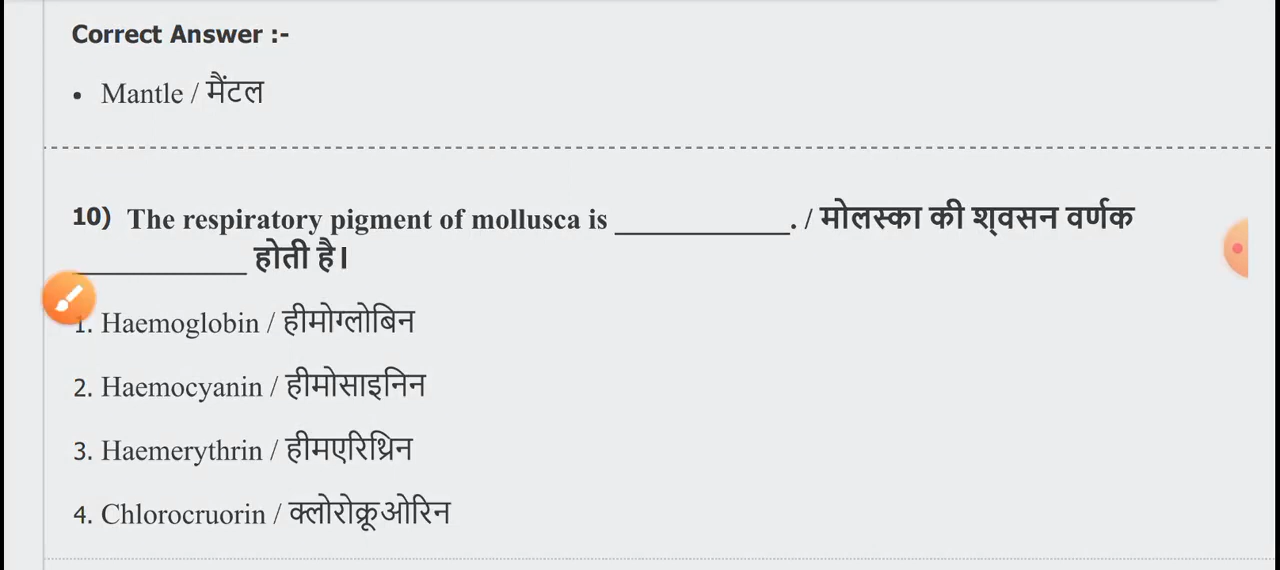 Correct Answer :-
• Mantle / मैंटल
10) The respiratory pigment of mollusca is ____________. / मोलस्का की श्वसन वर्णक
____________ होती है।
1. Haemoglobin / हीमोग्लोबिन
2. Haemocyanin / हीमोसाइनिन
3. Haemerythrin / हीमएरिथ्रिन
4. Chlorocruorin / क्लोरोक्रूओरिन